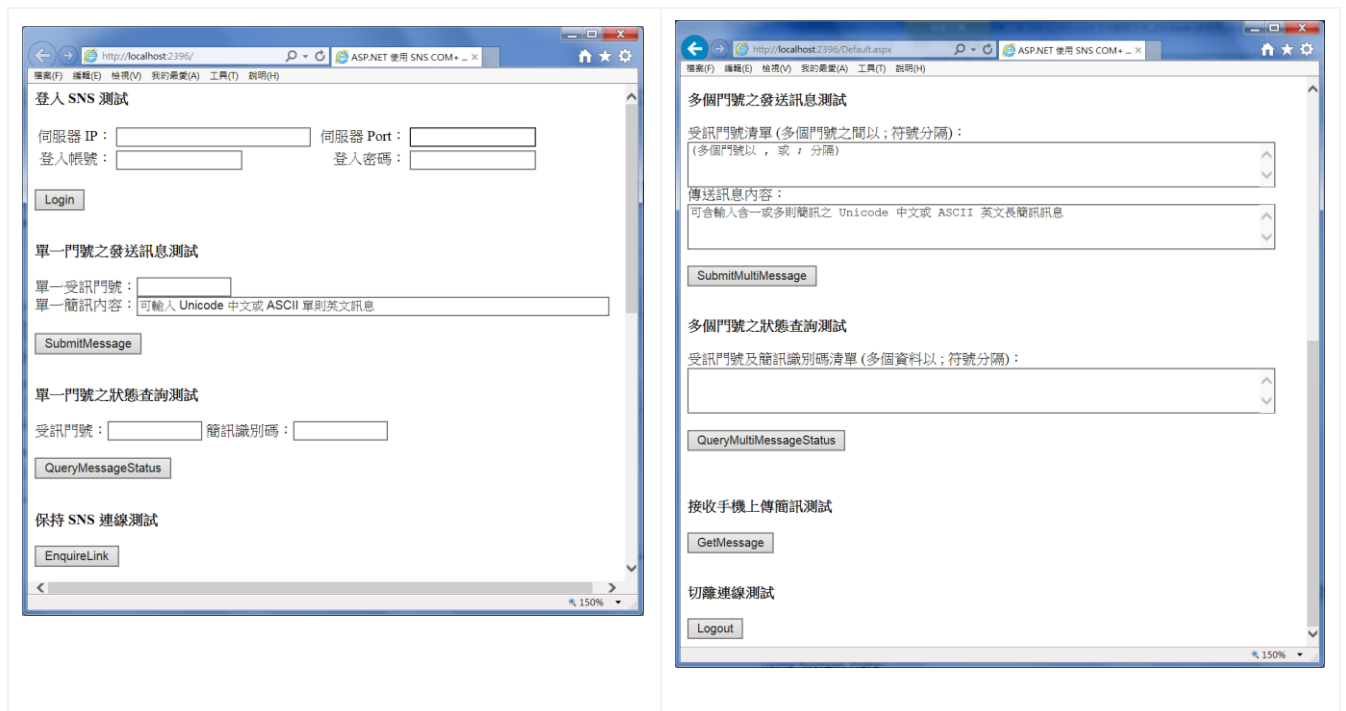 http://localhost:2396/
ASP.NET 使用 SNS COM+ ...
檔案(F) 編輯(E) 檢視(V) 我的最愛(A) 工具(T) 說明(H)
登入 SNS 測試
伺服器 IP： 伺服器 Port：
登入帳號： 登入密碼：
Login
單一門號之發送訊息測試
單一受訊門號：
單一簡訊內容：可輸入 Unicode 中文或 ASCII 單則英文訊息
SubmitMessage
單一門號之狀態查詢測試
受訊門號： 簡訊識別碼：
QueryMessageStatus
保持 SNS 連線測試
EnquireLink
150%
http://localhost:2396/Default.aspx
ASP.NET 使用 SNS COM+ ...
檔案(F) 編輯(E) 檢視(V) 我的最愛(A) 工具(T) 說明(H)
多個門號之發送訊息測試
受訊門號清單 (多個門號之間以 ; 符號分隔)：
(多個門號以 , 或 ; 分隔)
傳送訊息內容：
可含輸入含一或多則簡訊之 Unicode 中文或 ASCII 英文長簡訊訊息
SubmitMultiMessage
多個門號之狀態查詢測試
受訊門號及簡訊識別碼清單 (多個資料以 ; 符號分隔)：
QueryMultiMessageStatus
接收手機上傳簡訊測試
GetMessage
切離連線測試
Logout
150%